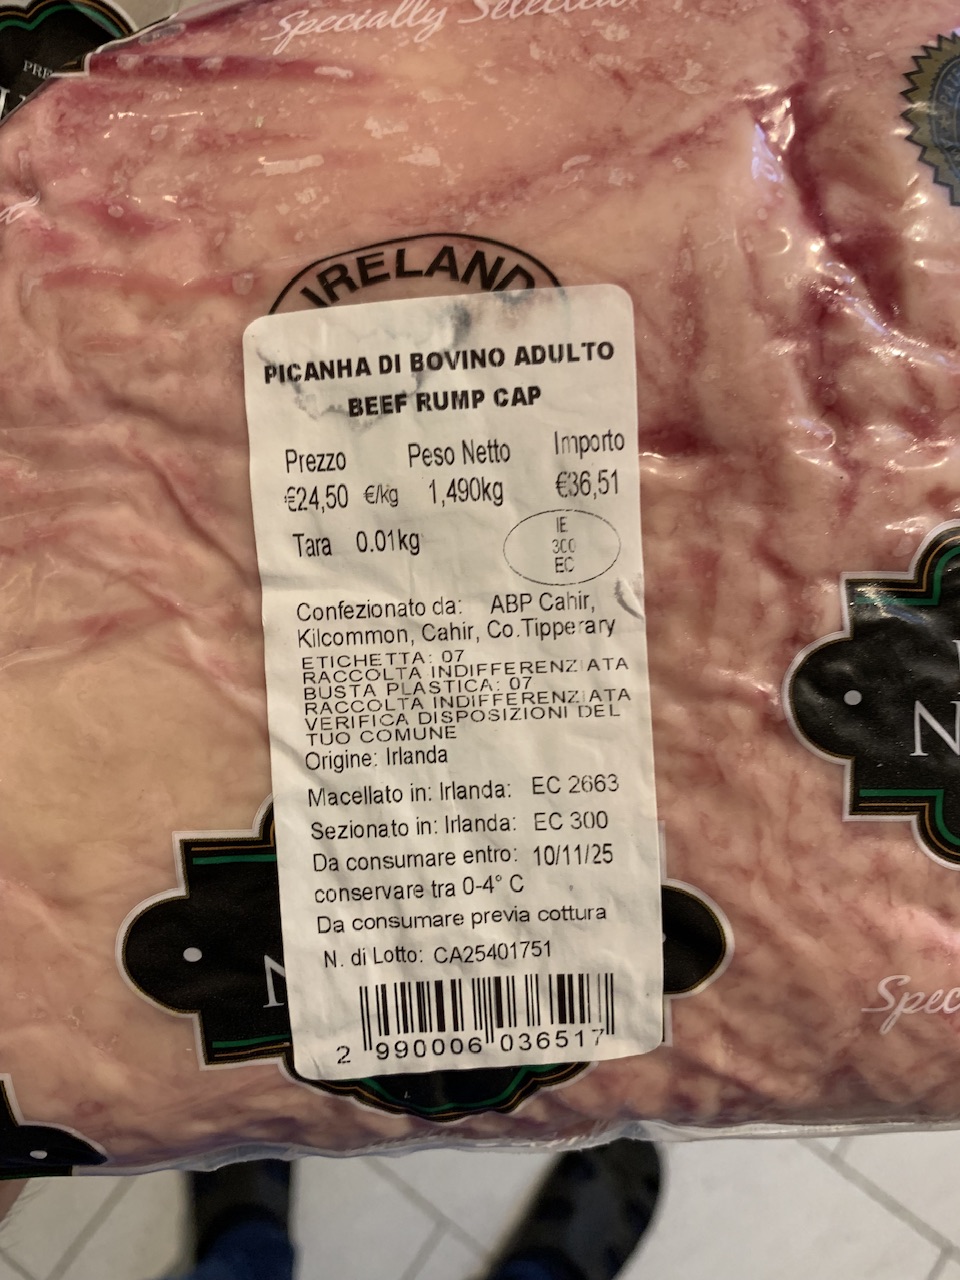 Specially Selected
PRE
IRELAND
PICANHA DI BOVINO ADULTO
BEEF RUMP CAP
Prezzo Peso Netto Importo
€24,50 €/kg 1,490kg €36,51
Tara 0.01kg
IE
300
EC
Confezionato da: ABP Cahir,
Kilcommon, Cahir, Co.Tipperary
ETICHETTA: 07
RACCOLTA INDIFFERENZIATA
BUSTA PLASTICA: 07
RACCOLTA INDIFFERENZIATA
VERIFICA DISPOSIZIONI DEL
TUO COMUNE
Origine: Irlanda
Macellato in: Irlanda: EC 2663
Sezionato in: Irlanda: EC 300
Da consumare entro: 10/11/25
conservare tra 0-4° C
Da consumare previa cottura
N. di Lotto: CA25401751
2 990006 036517
N
N
Spec